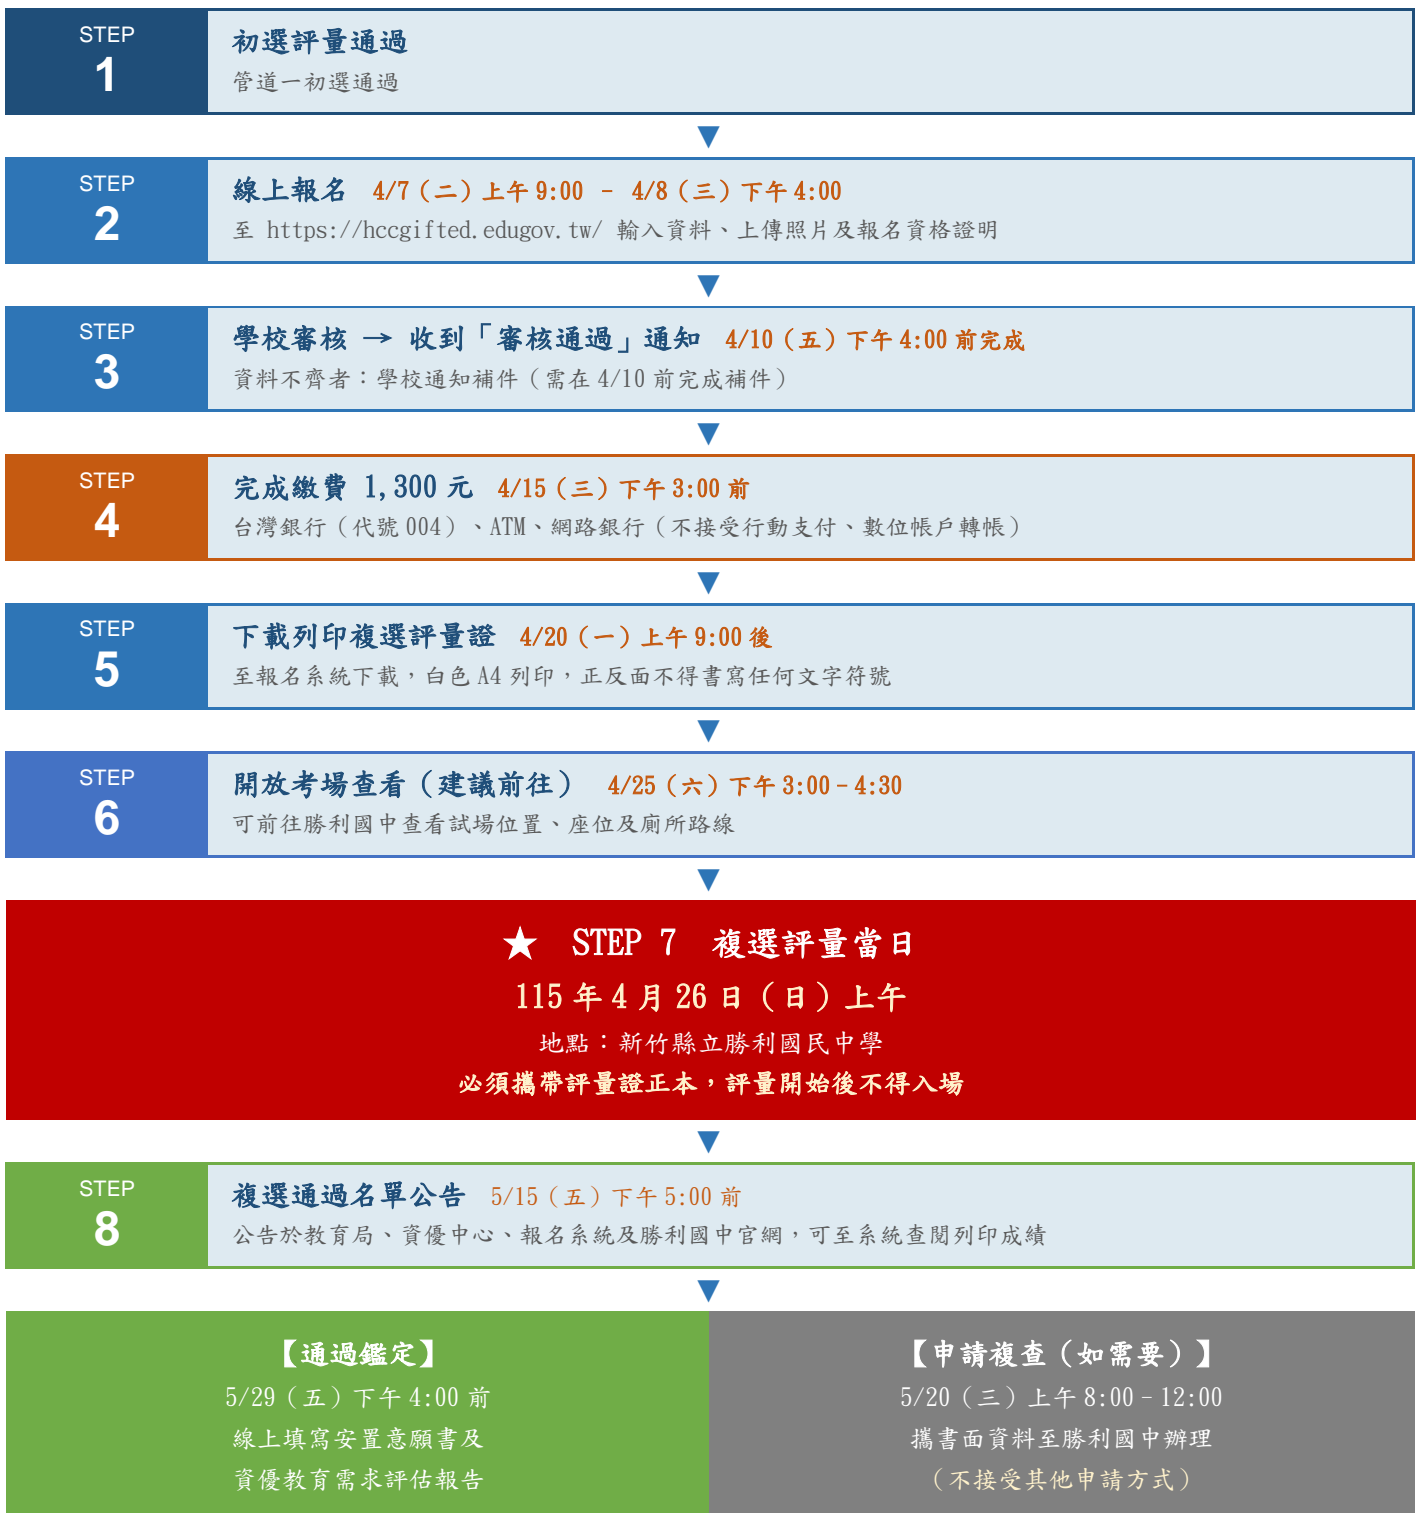 STEP
1
初選評量通過
管道一初選通過
▼
STEP
2
線上報名 4/7（二）上午 9:00 – 4/8（三）下午 4:00
至 https://hccgifted.edugov.tw/ 輸入資料、上傳照片及報名資格證明
▼
STEP
3
學校審核 → 收到「審核通過」通知 4/10（五）下午 4:00 前完成
資料不齊者：學校通知補件（需在 4/10 前完成補件）
▼
STEP
4
完成繳費 1,300 元 4/15（三）下午 3:00 前
台灣銀行（代號 004）、ATM、網路銀行（不接受行動支付、數位帳戶轉帳）
▼
STEP
5
下載列印複選評量證 4/20（一）上午 9:00 後
至報名系統下載，白色 A4 列印，正反面不得書寫任何文字符號
▼
STEP
6
開放考場查看（建議前往） 4/25（六）下午 3:00–4:30
可前往勝利國中查看試場位置、座位及廁所路線
▼
★ STEP 7 複選評量當日
115 年 4 月 26 日（日）上午
地點：新竹縣立勝利國民中學
必須攜帶評量證正本，評量開始後不得入場
▼
STEP
8
複選通過名單公告 5/15（五）下午 5:00 前
公告於教育局、資優中心、報名系統及勝利國中官網，可至系統查閱列印成績
▼
【通過鑑定】
5/29（五）下午 4:00 前
線上填寫安置意願書及
資優教育需求評估報告
【申請複查（如需要）】
5/20（三）上午 8:00–12:00
攜書面資料至勝利國中辦理
（不接受其他申請方式）